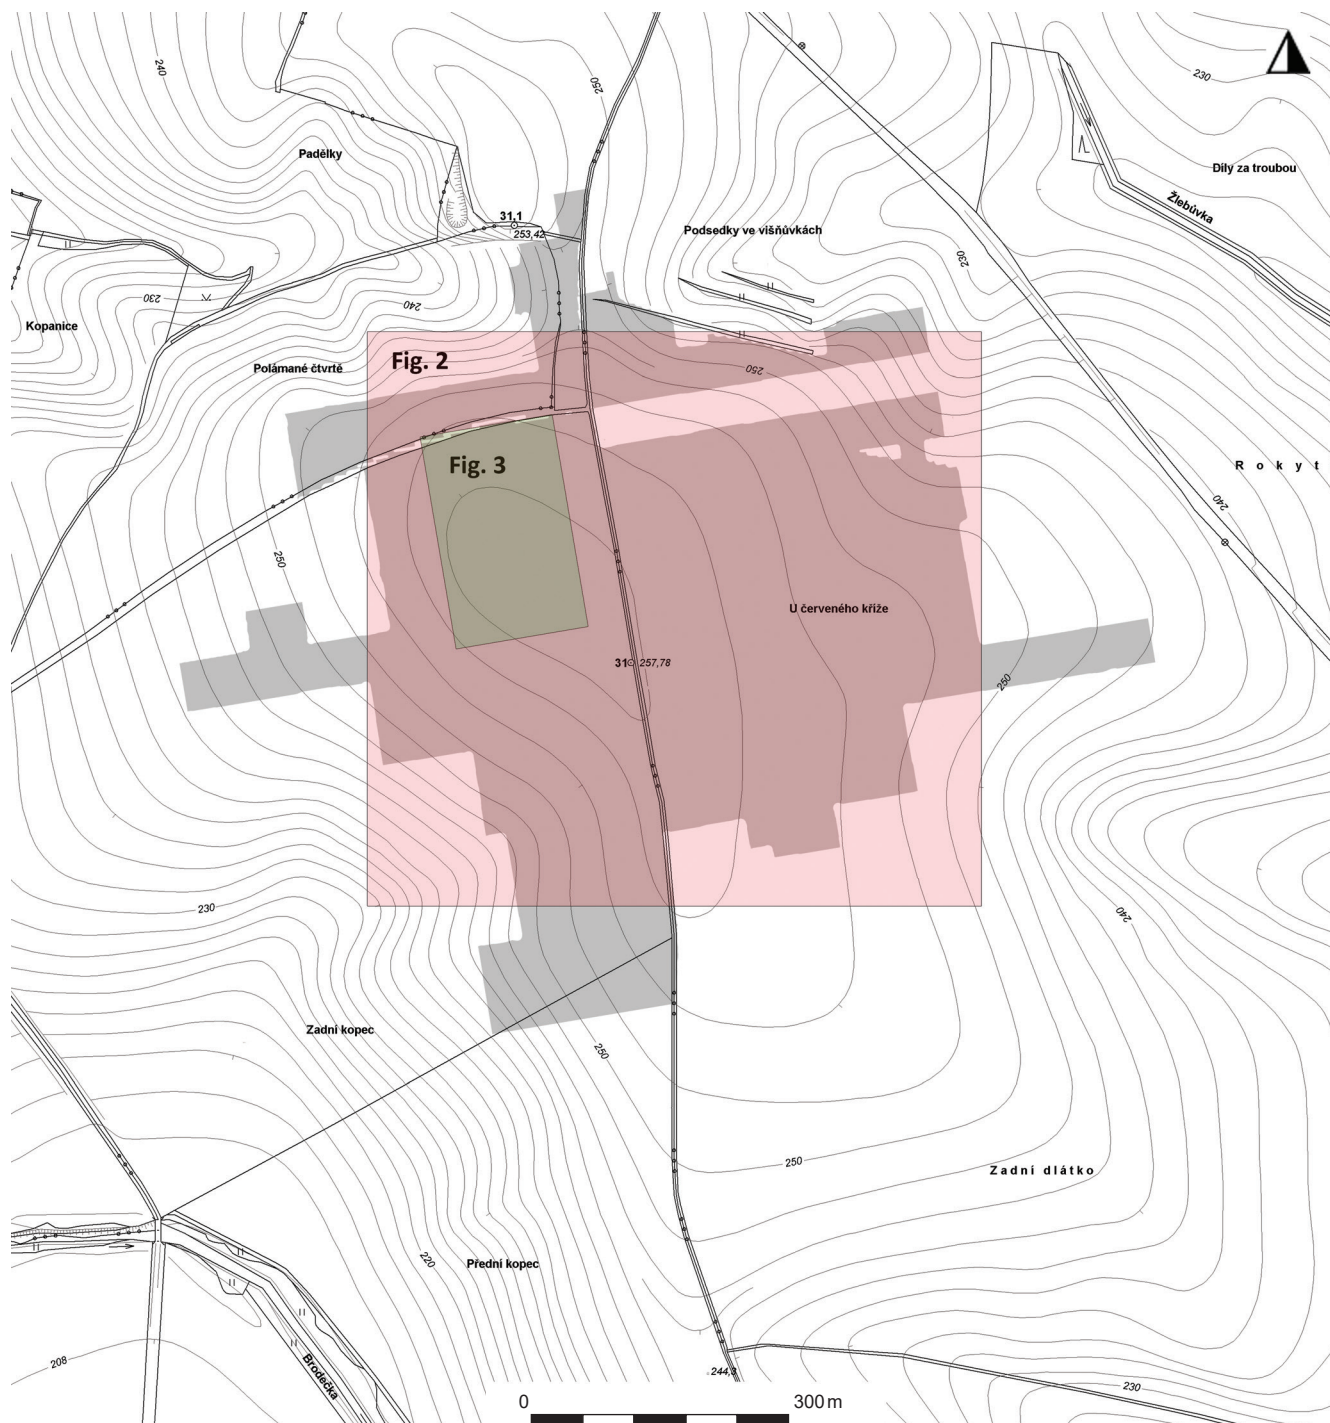 240
250
230
Padělky
Díly za troubou
Žlebůvka
31,1
253,42
Podsedky ve višňůvkách
230
230
240
Kopanice
Fig. 2
Polámané čtvrtě
250
Fig. 3
R o k y t
240
250
U červeného kříže
31 257,78
250
230
240
Zadní kopec
250
250
Zadní dlátko
220
Přední kopec
208
Brodečka
244,3
230
0 300 m